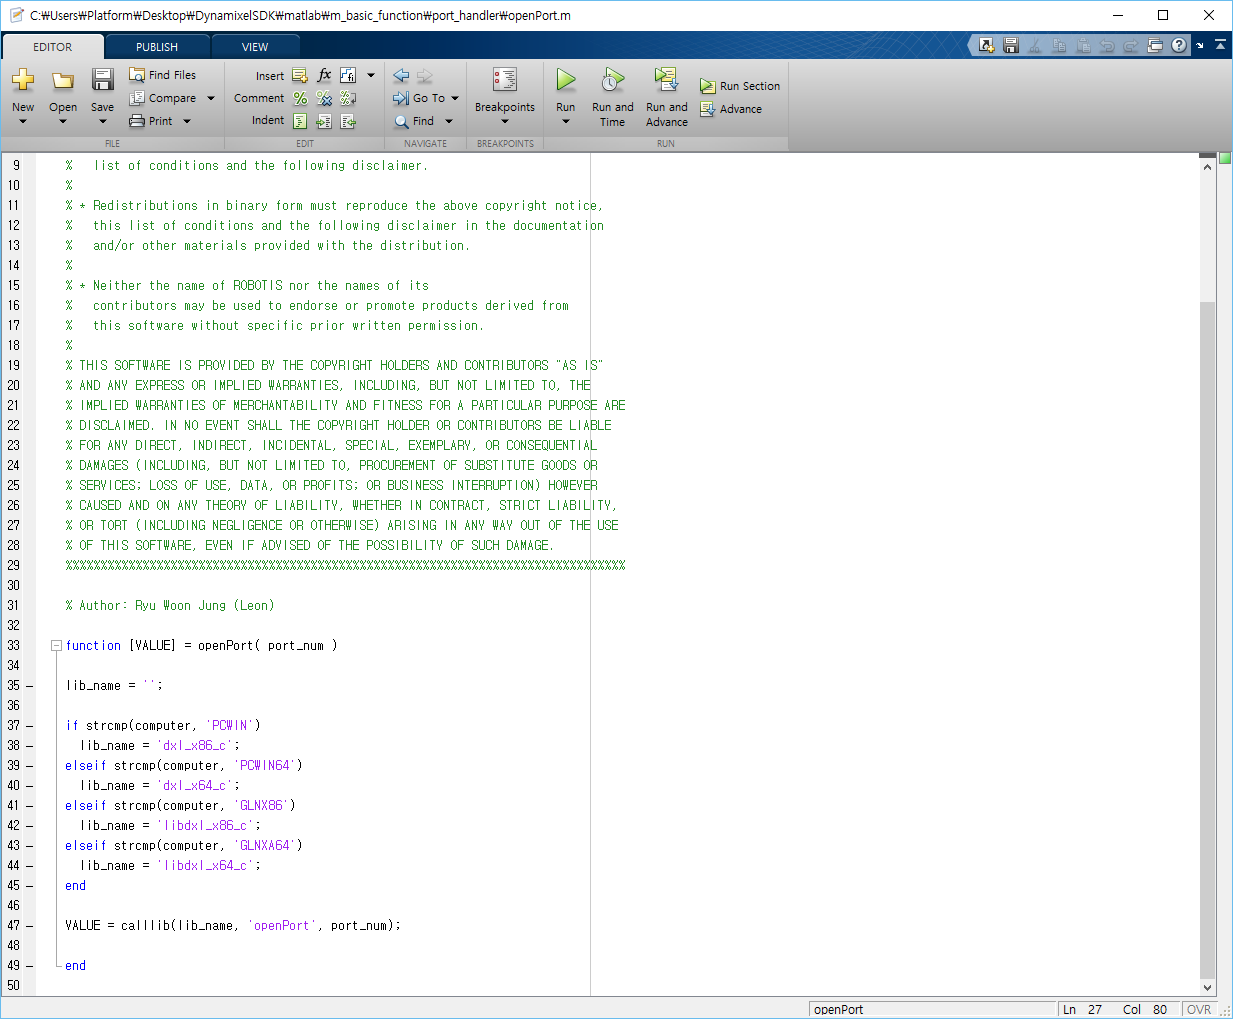 C:₩Users₩Platform₩Desktop₩DynamixelSDK₩matlab₩m_basic_function₩port_handler₩openPort.m
EDITOR PUBLISH VIEW
New Open Save Find Files Compare Print
Insert fx Comment Indent
Go To Find
Breakpoints
Run Run and Time Run and Advance Run Section Advance
FILE EDIT NAVIGATE BREAKPOINTS RUN
9 % list of conditions and the following disclaimer.
10 %
11 % * Redistributions in binary form must reproduce the above copyright notice,
12 % this list of conditions and the following disclaimer in the documentation
13 % and/or other materials provided with the distribution.
14 %
15 % * Neither the name of ROBOTIS nor the names of its
16 % contributors may be used to endorse or promote products derived from
17 % this software without specific prior written permission.
18 %
19 % THIS SOFTWARE IS PROVIDED BY THE COPYRIGHT HOLDERS AND CONTRIBUTORS "AS IS"
20 % AND ANY EXPRESS OR IMPLIED WARRANTIES, INCLUDING, BUT NOT LIMITED TO, THE
21 % IMPLIED WARRANTIES OF MERCHANTABILITY AND FITNESS FOR A PARTICULAR PURPOSE ARE
22 % DISCLAIMED. IN NO EVENT SHALL THE COPYRIGHT HOLDER OR CONTRIBUTORS BE LIABLE
23 % FOR ANY DIRECT, INDIRECT, INCIDENTAL, SPECIAL, EXEMPLARY, OR CONSEQUENTIAL
24 % DAMAGES (INCLUDING, BUT NOT LIMITED TO, PROCUREMENT OF SUBSTITUTE GOODS OR
25 % SERVICES; LOSS OF USE, DATA, OR PROFITS; OR BUSINESS INTERRUPTION) HOWEVER
26 % CAUSED AND ON ANY THEORY OF LIABILITY, WHETHER IN CONTRACT, STRICT LIABILITY,
27 % OR TORT (INCLUDING NEGLIGENCE OR OTHERWISE) ARISING IN ANY WAY OUT OF THE USE
28 % OF THIS SOFTWARE, EVEN IF ADVISED OF THE POSSIBILITY OF SUCH DAMAGE.
29 %%%%%%%%%%%%%%%%%%%%%%%%%%%%%%%%%%%%%%%%%%%%%%%%%%%%%%%%%%%%%%%%%%%%%%%%%%%%%%%%%%
30
31 % Author: Ryu Woon Jung (Leon)
32
33 function [VALUE] = openPort( port_num )
34
35 – lib_name = '';
36
37 – if strcmp(computer, 'PCWIN')
38 – lib_name = 'dxl_x86_c';
39 – elseif strcmp(computer, 'PCWIN64')
40 – lib_name = 'dxl_x64_c';
41 – elseif strcmp(computer, 'GLNX86')
42 – lib_name = 'libdxl_x86_c';
43 – elseif strcmp(computer, 'GLNXA64')
44 – lib_name = 'libdxl_x64_c';
45 – end
46
47 – VALUE = calllib(lib_name, 'openPort', port_num);
48
49 – end
50
openPort Ln 27 Col 80 OVR